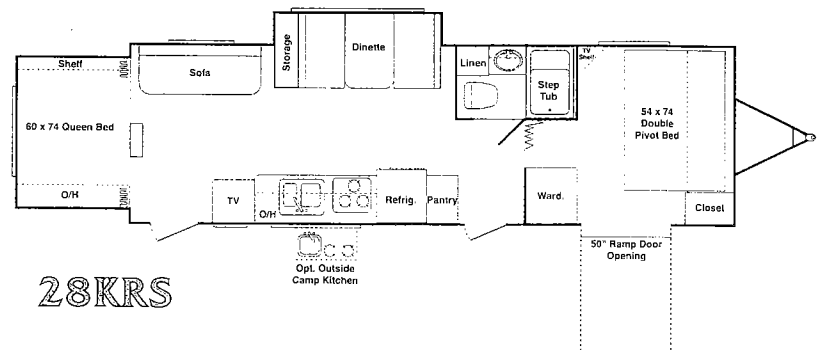 Storage
Dinette
Shelf
Sofa
Linen
TV
Shelf
Step
Tub
60 x 74 Queen Bed
54 x 74
Double
Pivot Bed
O/H
TV
O/H
Refrig.
Pantry
Ward.
Closet
Opt. Outside
Camp Kitchen
50" Ramp Door
Opening
28KRS